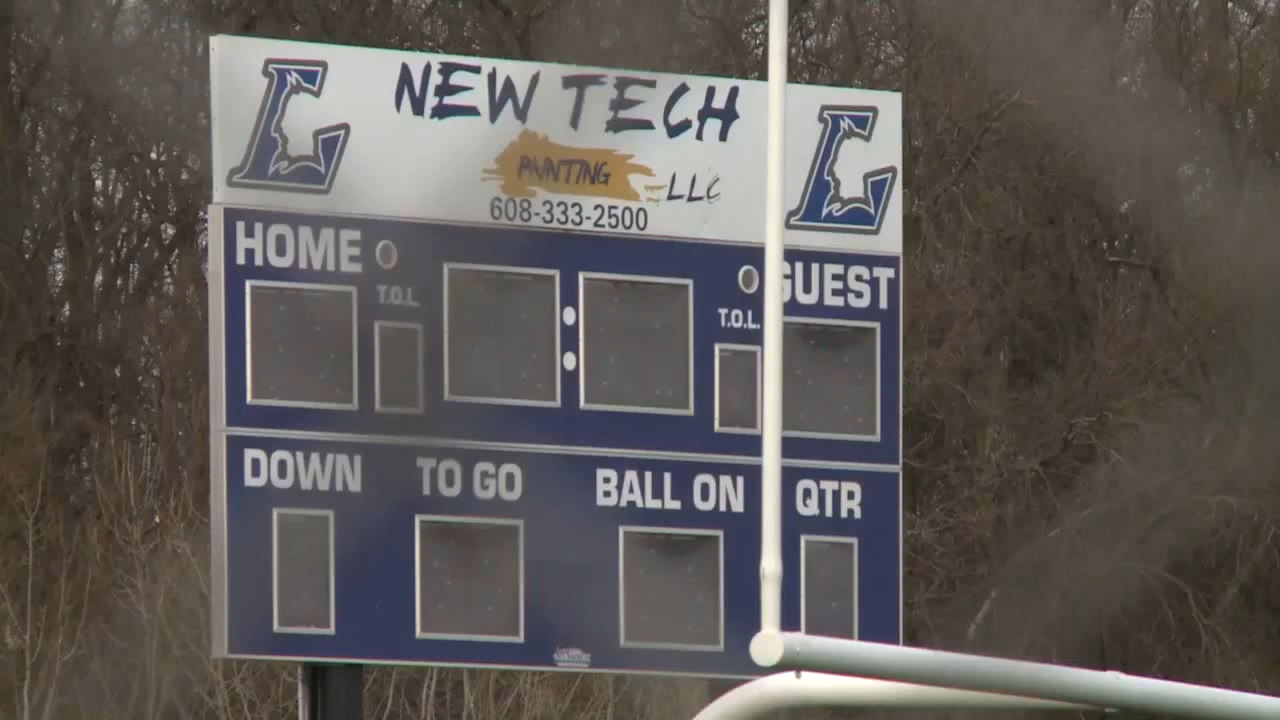 L NEW TECH L
PAINTING LLC
608-333-2500
HOME GUEST
T.O.L. : T.O.L.
DOWN TO GO BALL ON QTR